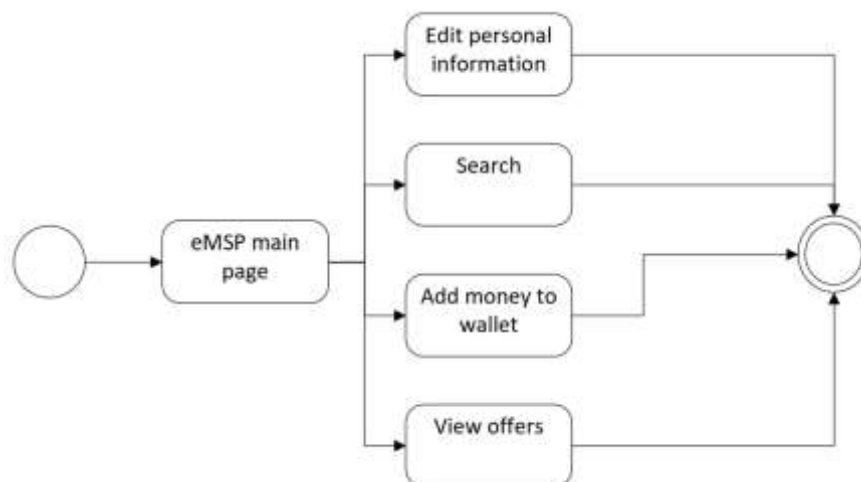 Edit personal
information
Search
eMSP main
page
Add money to
wallet
View offers